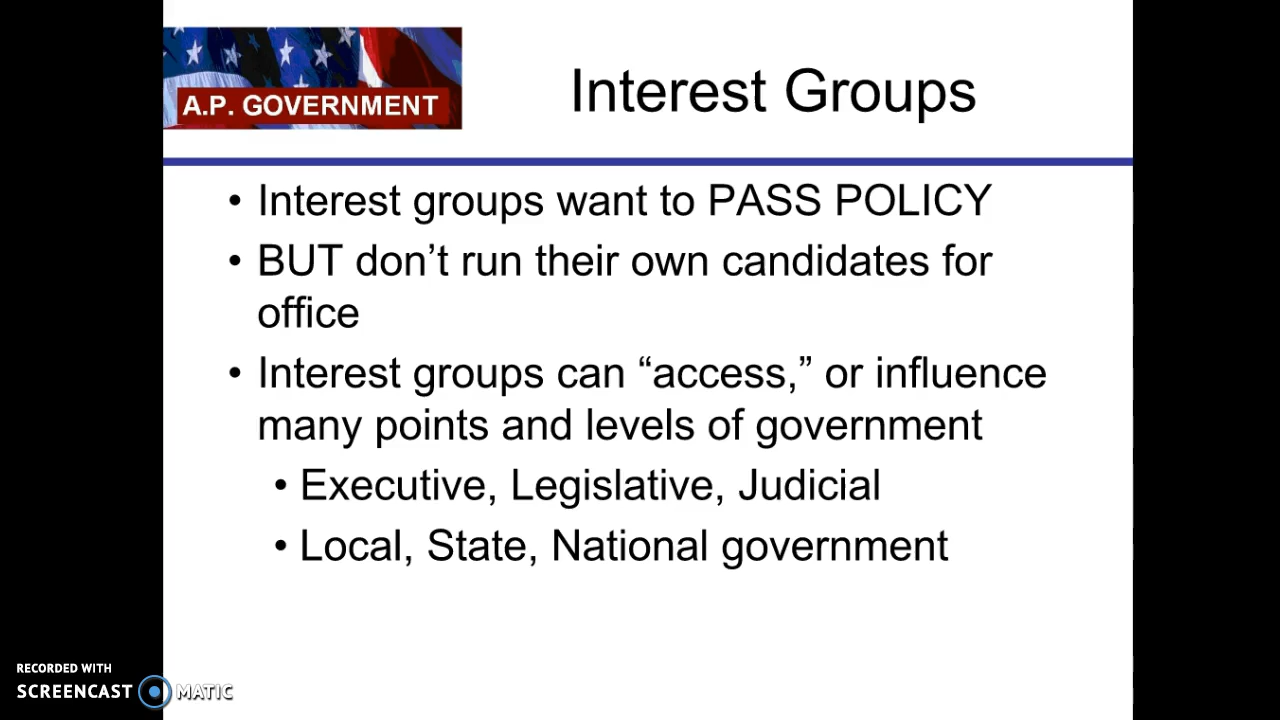 A.P. GOVERNMENT
Interest Groups
• Interest groups want to PASS POLICY
• BUT don’t run their own candidates for
office
• Interest groups can “access,” or influence
many points and levels of government
• Executive, Legislative, Judicial
• Local, State, National government
RECORDED WITH
SCREENCAST MATIC